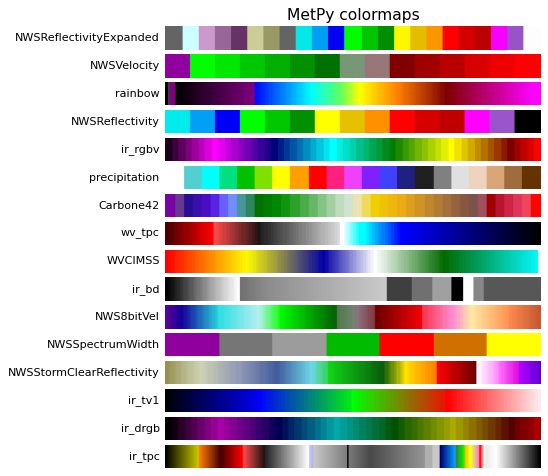 MetPy colormaps
NWSReflectivityExpanded
NWSVelocity
rainbow
NWSReflectivity
ir_rgbv
precipitation
Carbone42
wv_tpc
WVCIMSS
ir_bd
NWS8bitVel
NWSSpectrumWidth
NWSStormClearReflectivity
ir_tv1
ir_drgb
ir_tpc